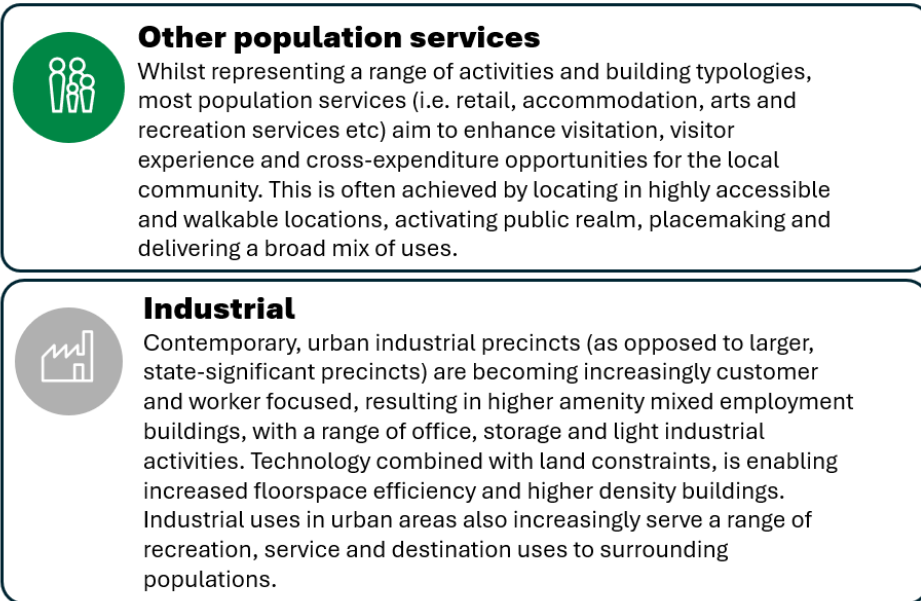 Other population services
Whilst representing a range of activities and building typologies,
most population services (i.e. retail, accommodation, arts and
recreation services etc) aim to enhance visitation, visitor
experience and cross-expenditure opportunities for the local
community. This is often achieved by locating in highly accessible
and walkable locations, activating public realm, placemaking and
delivering a broad mix of uses.
Industrial
Contemporary, urban industrial precincts (as opposed to larger,
state-significant precincts) are becoming increasingly customer
and worker focused, resulting in higher amenity mixed employment
buildings, with a range of office, storage and light industrial
activities. Technology combined with land constraints, is enabling
increased floorspace efficiency and higher density buildings.
Industrial uses in urban areas also increasingly serve a range of
recreation, service and destination uses to surrounding
populations.